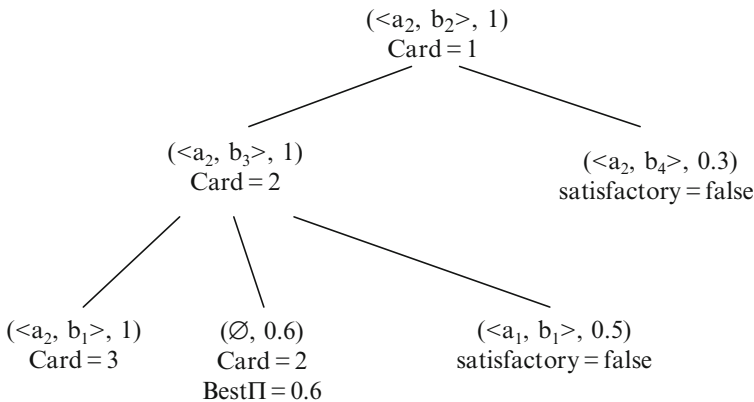 (<a₂, b₂>, 1)
Card = 1
(<a₂, b₃>, 1)
Card = 2
(<a₂, b₄>, 0.3)
satisfactory = false
(<a₂, b₁>, 1)
Card = 3
(∅, 0.6)
Card = 2
BestΠ = 0.6
(<a₁, b₁>, 0.5)
satisfactory = false